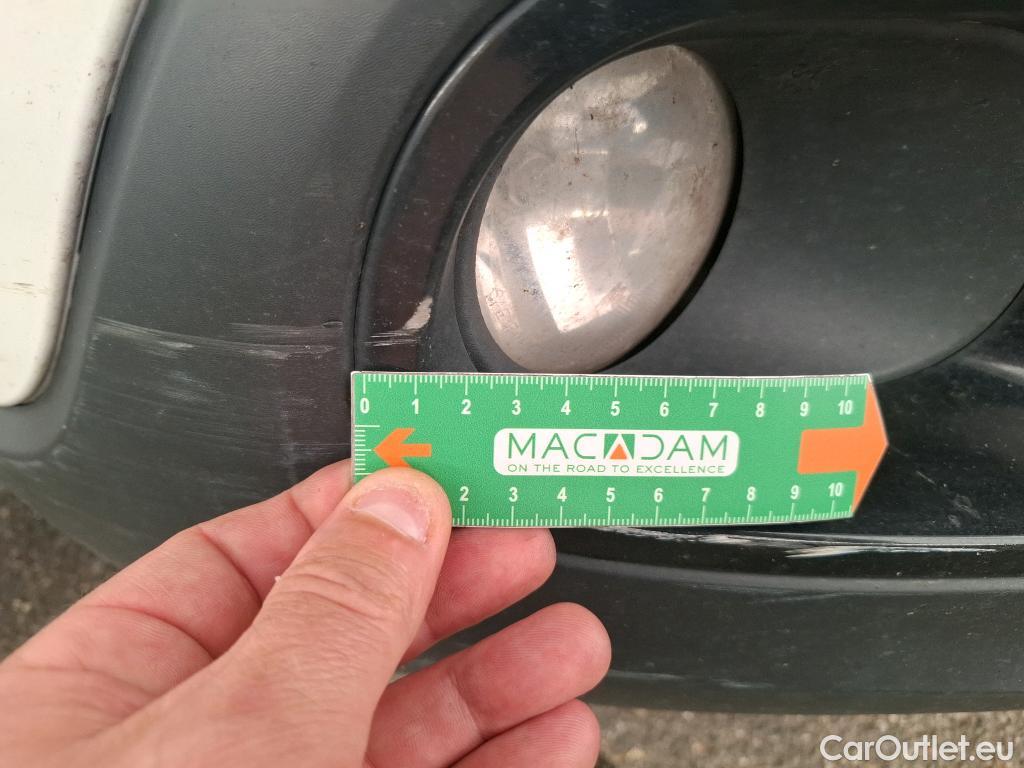 0 1 2 3 4 5 6 7 8 9 10
MACADAM
ON THE ROAD TO EXCELLENCE
2 3 4 5 6 7 8 9 10
CarOutlet.eu